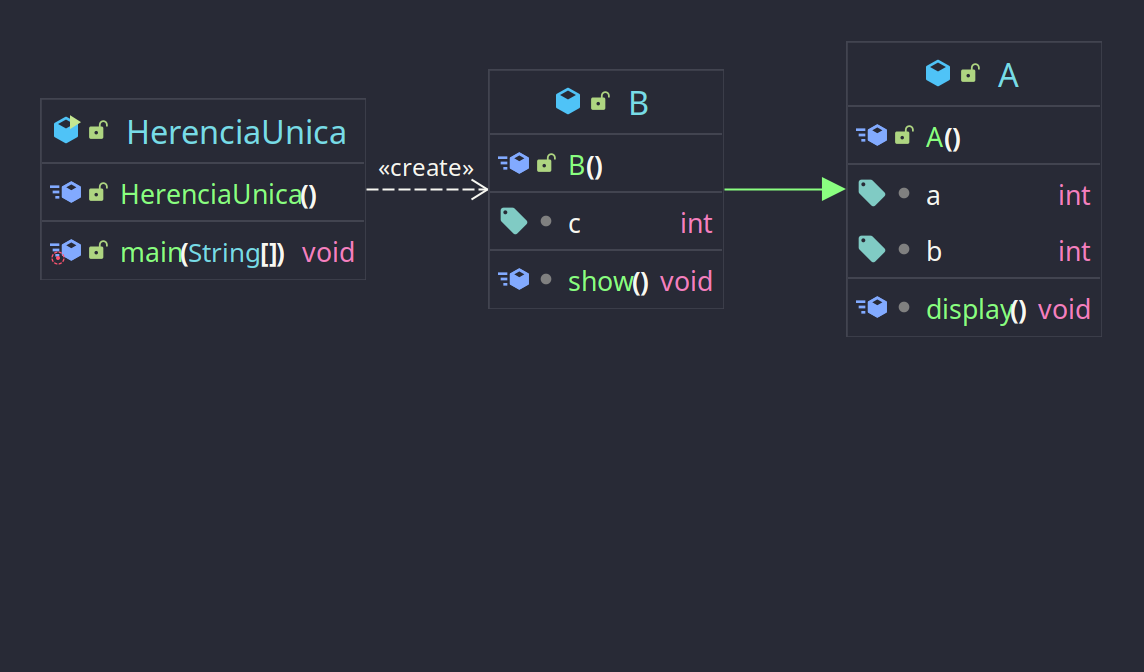 HerenciaUnica
HerenciaUnica()
main(String[]) void
«create»
B
B()
c int
show() void
A
A()
a int
b int
display() void